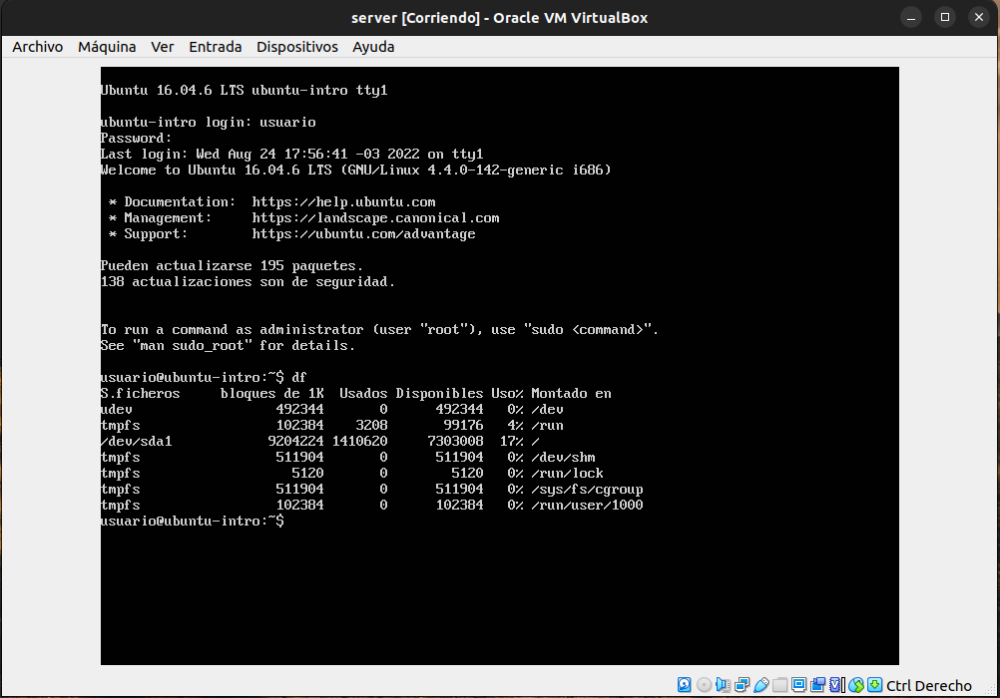 server [Corriendo] - Oracle VM VirtualBox
Archivo Máquina Ver Entrada Dispositivos Ayuda
Ubuntu 16.04.6 LTS ubuntu-intro tty1
ubuntu-intro login: usuario
Password:
Last login: Wed Aug 24 17:56:41 -03 2022 on tty1
Welcome to Ubuntu 16.04.6 LTS (GNU/Linux 4.4.0-142-generic i686)
* Documentation:  https://help.ubuntu.com
* Management:     https://landscape.canonical.com
* Support:        https://ubuntu.com/advantage
Pueden actualizarse 195 paquetes.
138 actualizaciones son de seguridad.
To run a command as administrator (user "root"), use "sudo <command>".
See "man sudo_root" for details.
usuario@ubuntu-intro:~$ df
S.ficheros     bloques de 1K  Usados Disponibles Uso% Montado en
udev                  492344       0      492344   0% /dev
tmpfs                 102384    3208       99176   4% /run
/dev/sda1            9204224 1410620     7303008  17% /
tmpfs                 511904       0      511904   0% /dev/shm
tmpfs                   5120       0        5120   0% /run/lock
tmpfs                 511904       0      511904   0% /sys/fs/cgroup
tmpfs                 102384       0      102384   0% /run/user/1000
usuario@ubuntu-intro:~$
Ctrl Derecho